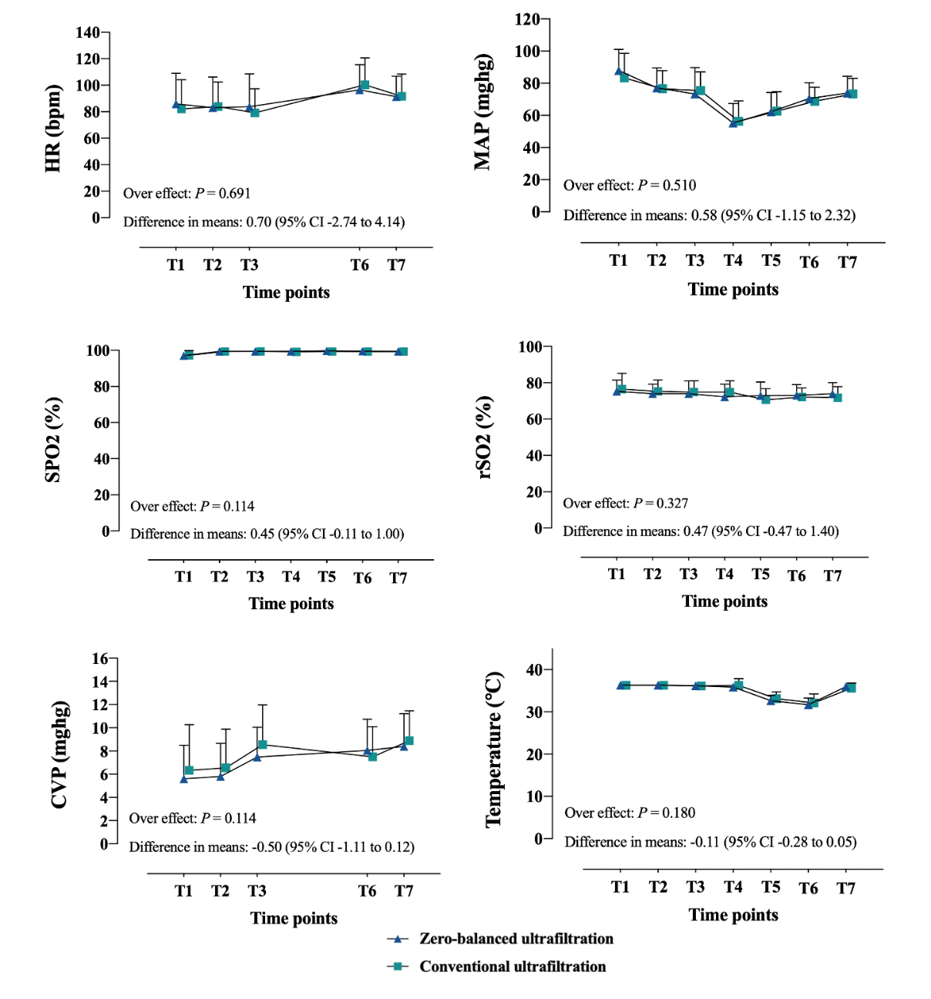 HR (bpm)
140
120
100
80
60
40
20
0
Over effect: P = 0.691
Difference in means: 0.70 (95% CI -2.74 to 4.14)
T1 T2 T3 T6 T7
Time points
MAP (mghg)
120
100
80
60
40
20
0
Over effect: P = 0.510
Difference in means: 0.58 (95% CI -1.15 to 2.32)
T1 T2 T3 T4 T5 T6 T7
Time points
SPO2 (%)
100
80
60
40
20
0
Over effect: P = 0.114
Difference in means: 0.45 (95% CI -0.11 to 1.00)
T1 T2 T3 T4 T5 T6 T7
Time points
rSO2 (%)
100
80
60
40
20
0
Over effect: P = 0.327
Difference in means: 0.47 (95% CI -0.47 to 1.40)
T1 T2 T3 T4 T5 T6 T7
Time points
CVP (mghg)
16
14
12
10
8
6
4
2
0
Over effect: P = 0.114
Difference in means: -0.50 (95% CI -1.11 to 0.12)
T1 T2 T3 T6 T7
Time points
Temperature (°C)
40
30
20
10
0
Over effect: P = 0.180
Difference in means: -0.11 (95% CI -0.28 to 0.05)
T1 T2 T3 T4 T5 T6 T7
Time points
Zero-balanced ultrafiltration
Conventional ultrafiltration